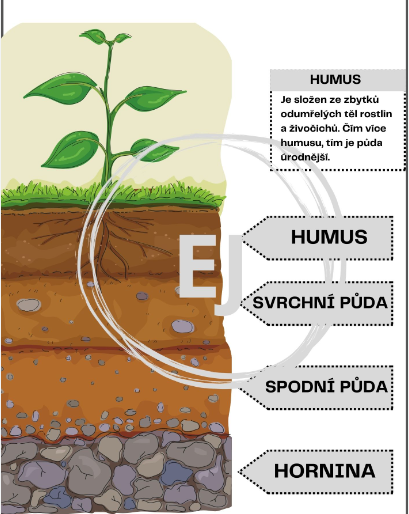 HUMUS
Je složen ze zbytků
odumřelých těl rostlin
a živočichů. Čím více
humusu, tím je půda
úrodnější.
HUMUS
EJ
SVRCHNÍ PŮDA
SPODNÍ PŮDA
HORNINA